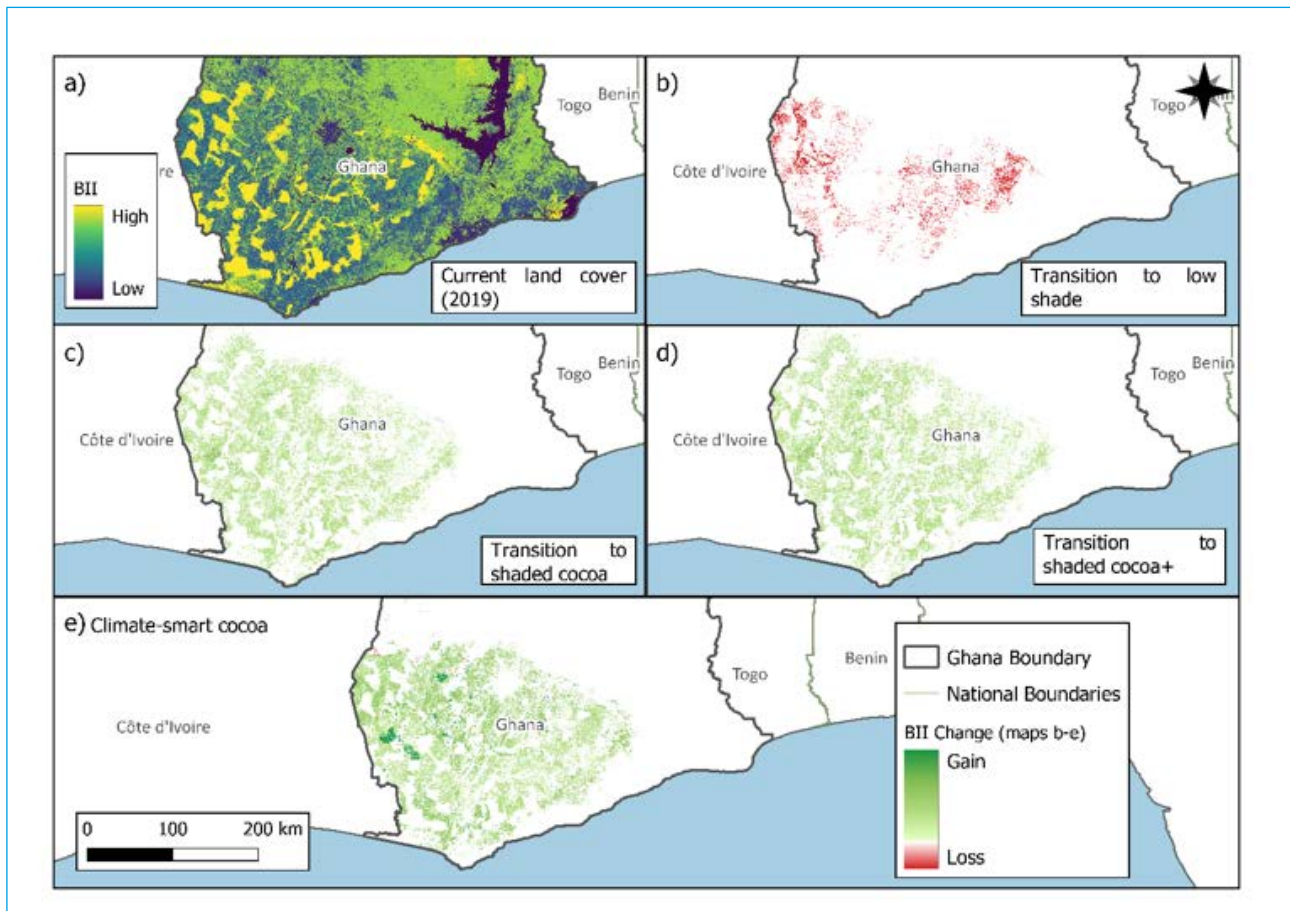 a)
BII
High
Low
re
Ghana
Togo
Benin
Current land cover
(2019)
b)
Côte d'Ivoire
Ghana
Togo
Benin
Transition to low
shade
c)
Côte d'Ivoire
Ghana
Togo
Benin
Transition to
shaded cocoa
d)
Côte d'Ivoire
Ghana
Togo
Benin
Transition to
shaded cocoa+
e) Climate-smart cocoa
Côte d'Ivoire
Ghana
Togo
Benin
0 100 200 km
Ghana Boundary
National Boundaries
BII Change (maps b-e)
Gain
Loss